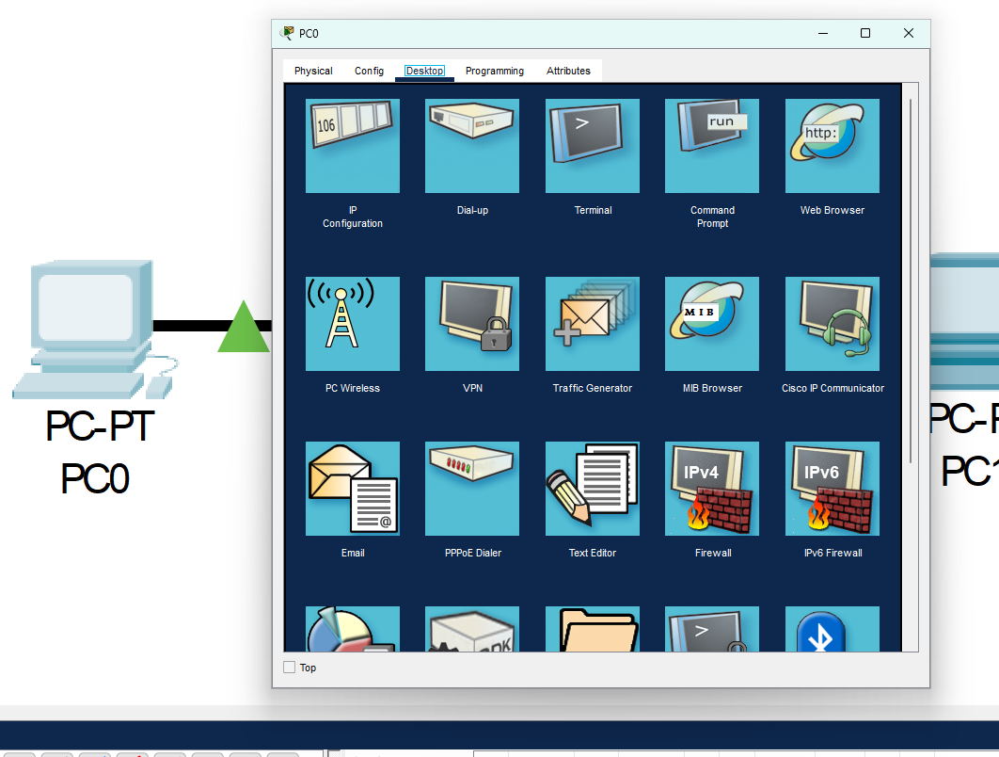 PC0
Physical
Config
Desktop
Programming
Attributes
106
>
run
http:
IP
Configuration
Dial-up
Terminal
Command
Prompt
Web Browser
MIB
PC Wireless
VPN
Traffic Generator
MIB Browser
Cisco IP Communicator
PC-PT
PC0
PC-P
PC1
@
IPv4
IPv6
Email
PPPoE Dialer
Text Editor
Firewall
IPv6 Firewall
>
Top